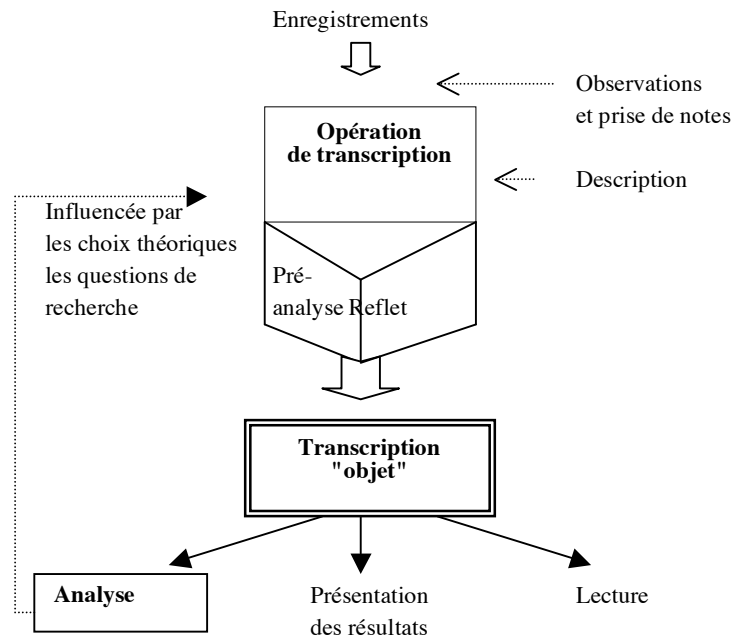 Enregistrements
Observations
et prise de notes
Opération
de transcription
Description
Influencée par
les choix théoriques
les questions de
recherche
Pré-
analyse Reflet
Transcription
"objet"
Analyse
Présentation
des résultats
Lecture